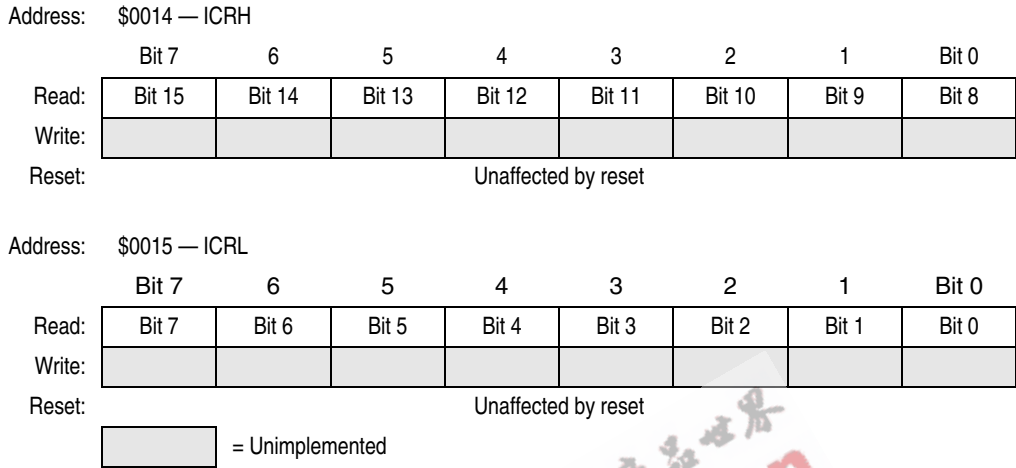 Address: $0014 — ICRH
Bit 7 6 5 4 3 2 1 Bit 0
Read: Bit 15 Bit 14 Bit 13 Bit 12 Bit 11 Bit 10 Bit 9 Bit 8
Write:
Reset: Unaffected by reset
Address: $0015 — ICRL
Bit 7 6 5 4 3 2 1 Bit 0
Read: Bit 7 Bit 6 Bit 5 Bit 4 Bit 3 Bit 2 Bit 1 Bit 0
Write:
Reset: Unaffected by reset
= Unimplemented
世界